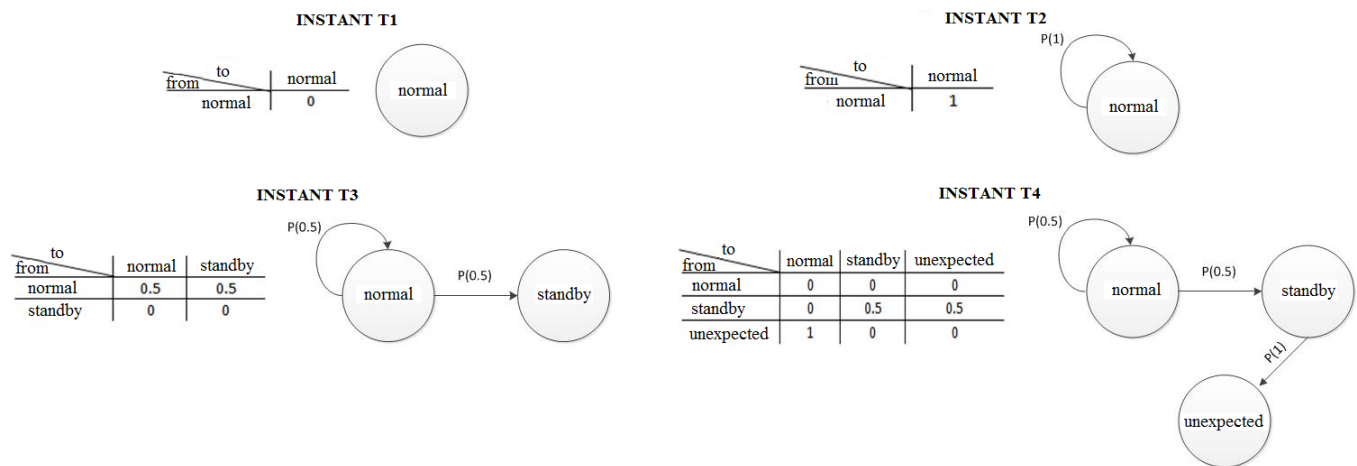 INSTANT T1
to
from normal
normal 0
normal
INSTANT T2
P(1)
to
from normal
normal 1
normal
INSTANT T3
P(0.5)
to
from normal standby
normal 0.5 0.5
standby 0 0
normal
P(0.5)
standby
INSTANT T4
P(0.5)
to
from normal standby unexpected
normal 0 0 0
standby 0 0.5 0.5
unexpected 1 0 0
normal
P(0.5)
standby
P(1)
unexpected